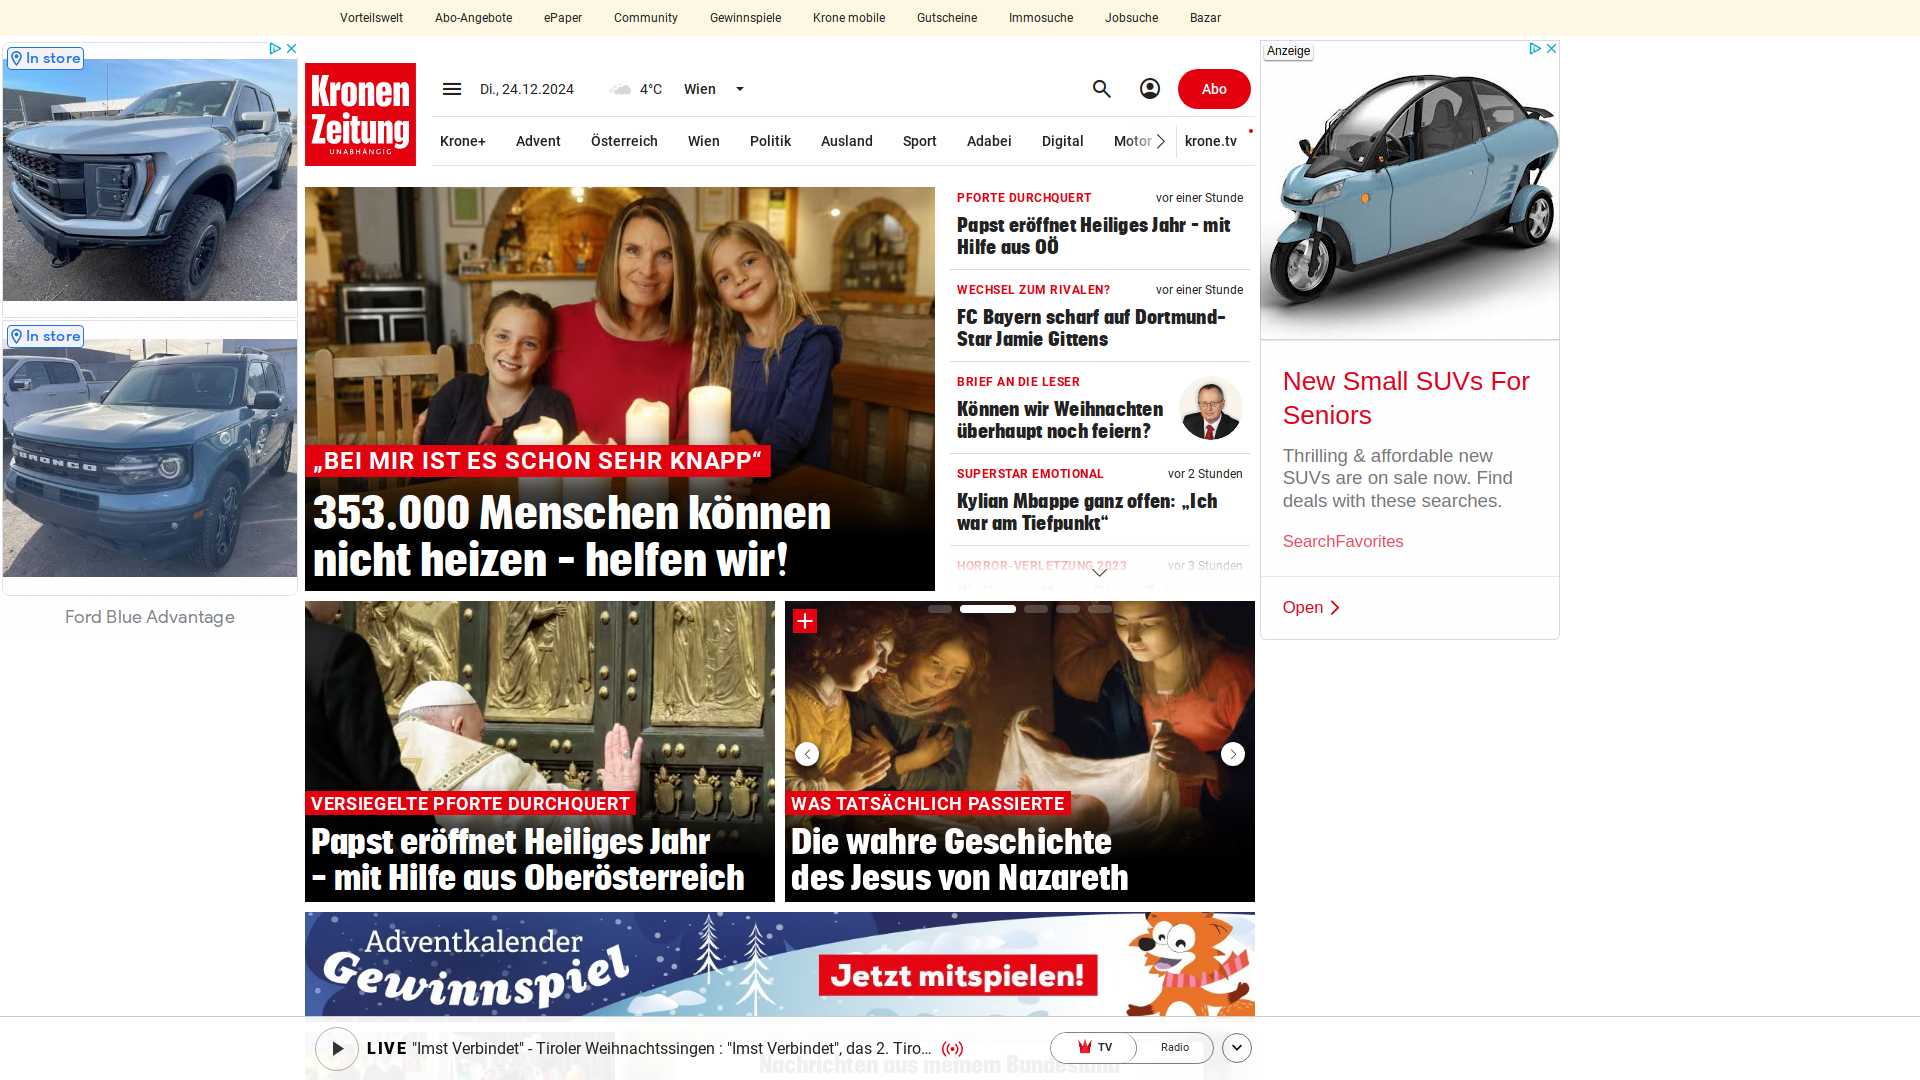 Vorteilswelt Abo-Angebote ePaper Community Gewinnspiele Krone mobile Gutscheine Immosuche Jobsuche Bazar
In store
In store
BRONCO
Ford Blue Advantage
Kronen
Zeitung
UNABHÄNGIG
Di., 24.12.2024 4°C Wien Abo
Krone+ Advent Österreich Wien Politik Ausland Sport Adabei Digital Motor krone.tv
„BEI MIR IST ES SCHON SEHR KNAPP“
353.000 Menschen können
nicht heizen – helfen wir!
PFORTE DURCHQUERT vor einer Stunde
Papst eröffnet Heiliges Jahr – mit
Hilfe aus OÖ
WECHSEL ZUM RIVALEN? vor einer Stunde
FC Bayern scharf auf Dortmund-
Star Jamie Gittens
BRIEF AN DIE LESER
Können wir Weihnachten
überhaupt noch feiern?
SUPERSTAR EMOTIONAL vor 2 Stunden
Kylian Mbappe ganz offen: „Ich
war am Tiefpunkt“
HORROR-VERLETZUNG 2023 vor 3 Stunden
VERSIEGELTE PFORTE DURCHQUERT
Papst eröffnet Heiliges Jahr
– mit Hilfe aus Oberösterreich
WAS TATSÄCHLICH PASSIERTE
Die wahre Geschichte
des Jesus von Nazareth
Adventkalender
Gewinnspiel
Jetzt mitspielen!
LIVE "Imst Verbindet" - Tiroler Weihnachtssingen : "Imst Verbindet", das 2. Tiro...
TV Radio
Nachrichten aus meinem Bundesland
Anzeige
New Small SUVs For
Seniors
Thrilling & affordable new
SUVs are on sale now. Find
deals with these searches.
SearchFavorites
Open